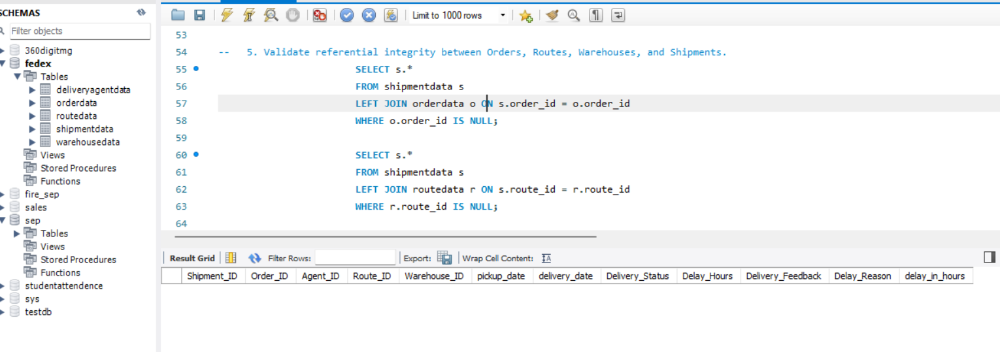 SCHEMAS
Filter objects
360digitmg
fedex
Tables
deliveryagentdata
orderdata
routedata
shipmentdata
warehousedata
Views
Stored Procedures
Functions
fire_sep
sales
sep
Tables
Views
Stored Procedures
Functions
studentattendence
sys
testdb
Limit to 1000 rows
53
54 -- 5. Validate referential integrity between Orders, Routes, Warehouses, and Shipments.
55 SELECT s.*
56 FROM shipmentdata s
57 LEFT JOIN orderdata o ON s.order_id = o.order_id
58 WHERE o.order_id IS NULL;
59
60 SELECT s.*
61 FROM shipmentdata s
62 LEFT JOIN routedata r ON s.route_id = r.route_id
63 WHERE r.route_id IS NULL;
64
Result Grid Filter Rows: Export: Wrap Cell Content:
Shipment_ID Order_ID Agent_ID Route_ID Warehouse_ID pickup_date delivery_date Delivery_Status Delay_Hours Delivery_Feedback Delay_Reason delay_in_hours